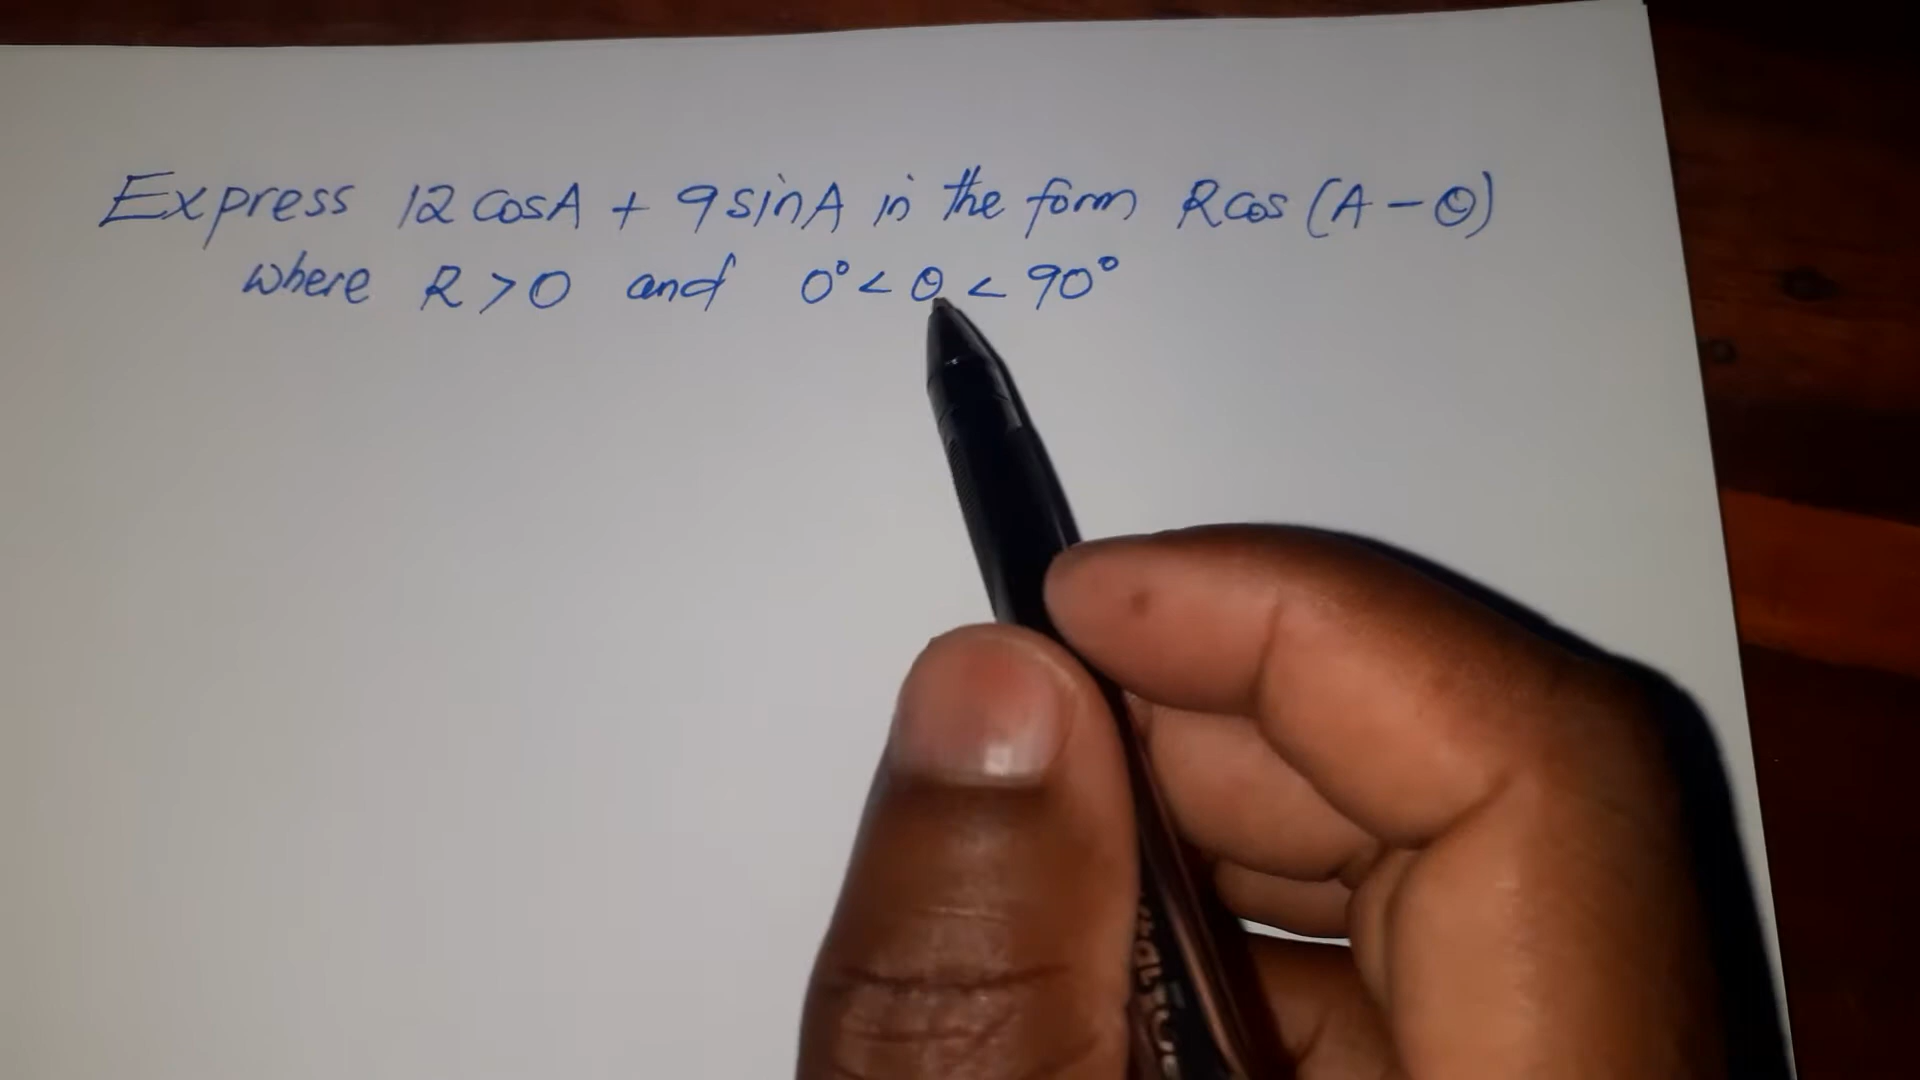 Express 12 cosA + 9 sinA in the form Rcos (A - θ)
where R > 0 and 0° < θ < 90°